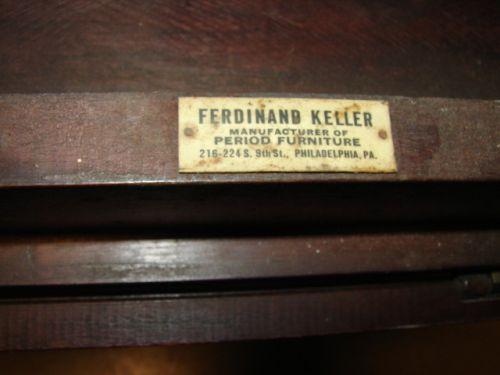 FERDINAND KELLER
MANUFACTURER OF
PERIOD FURNITURE
216-224 S. 9th St., PHILADELPHIA, PA.